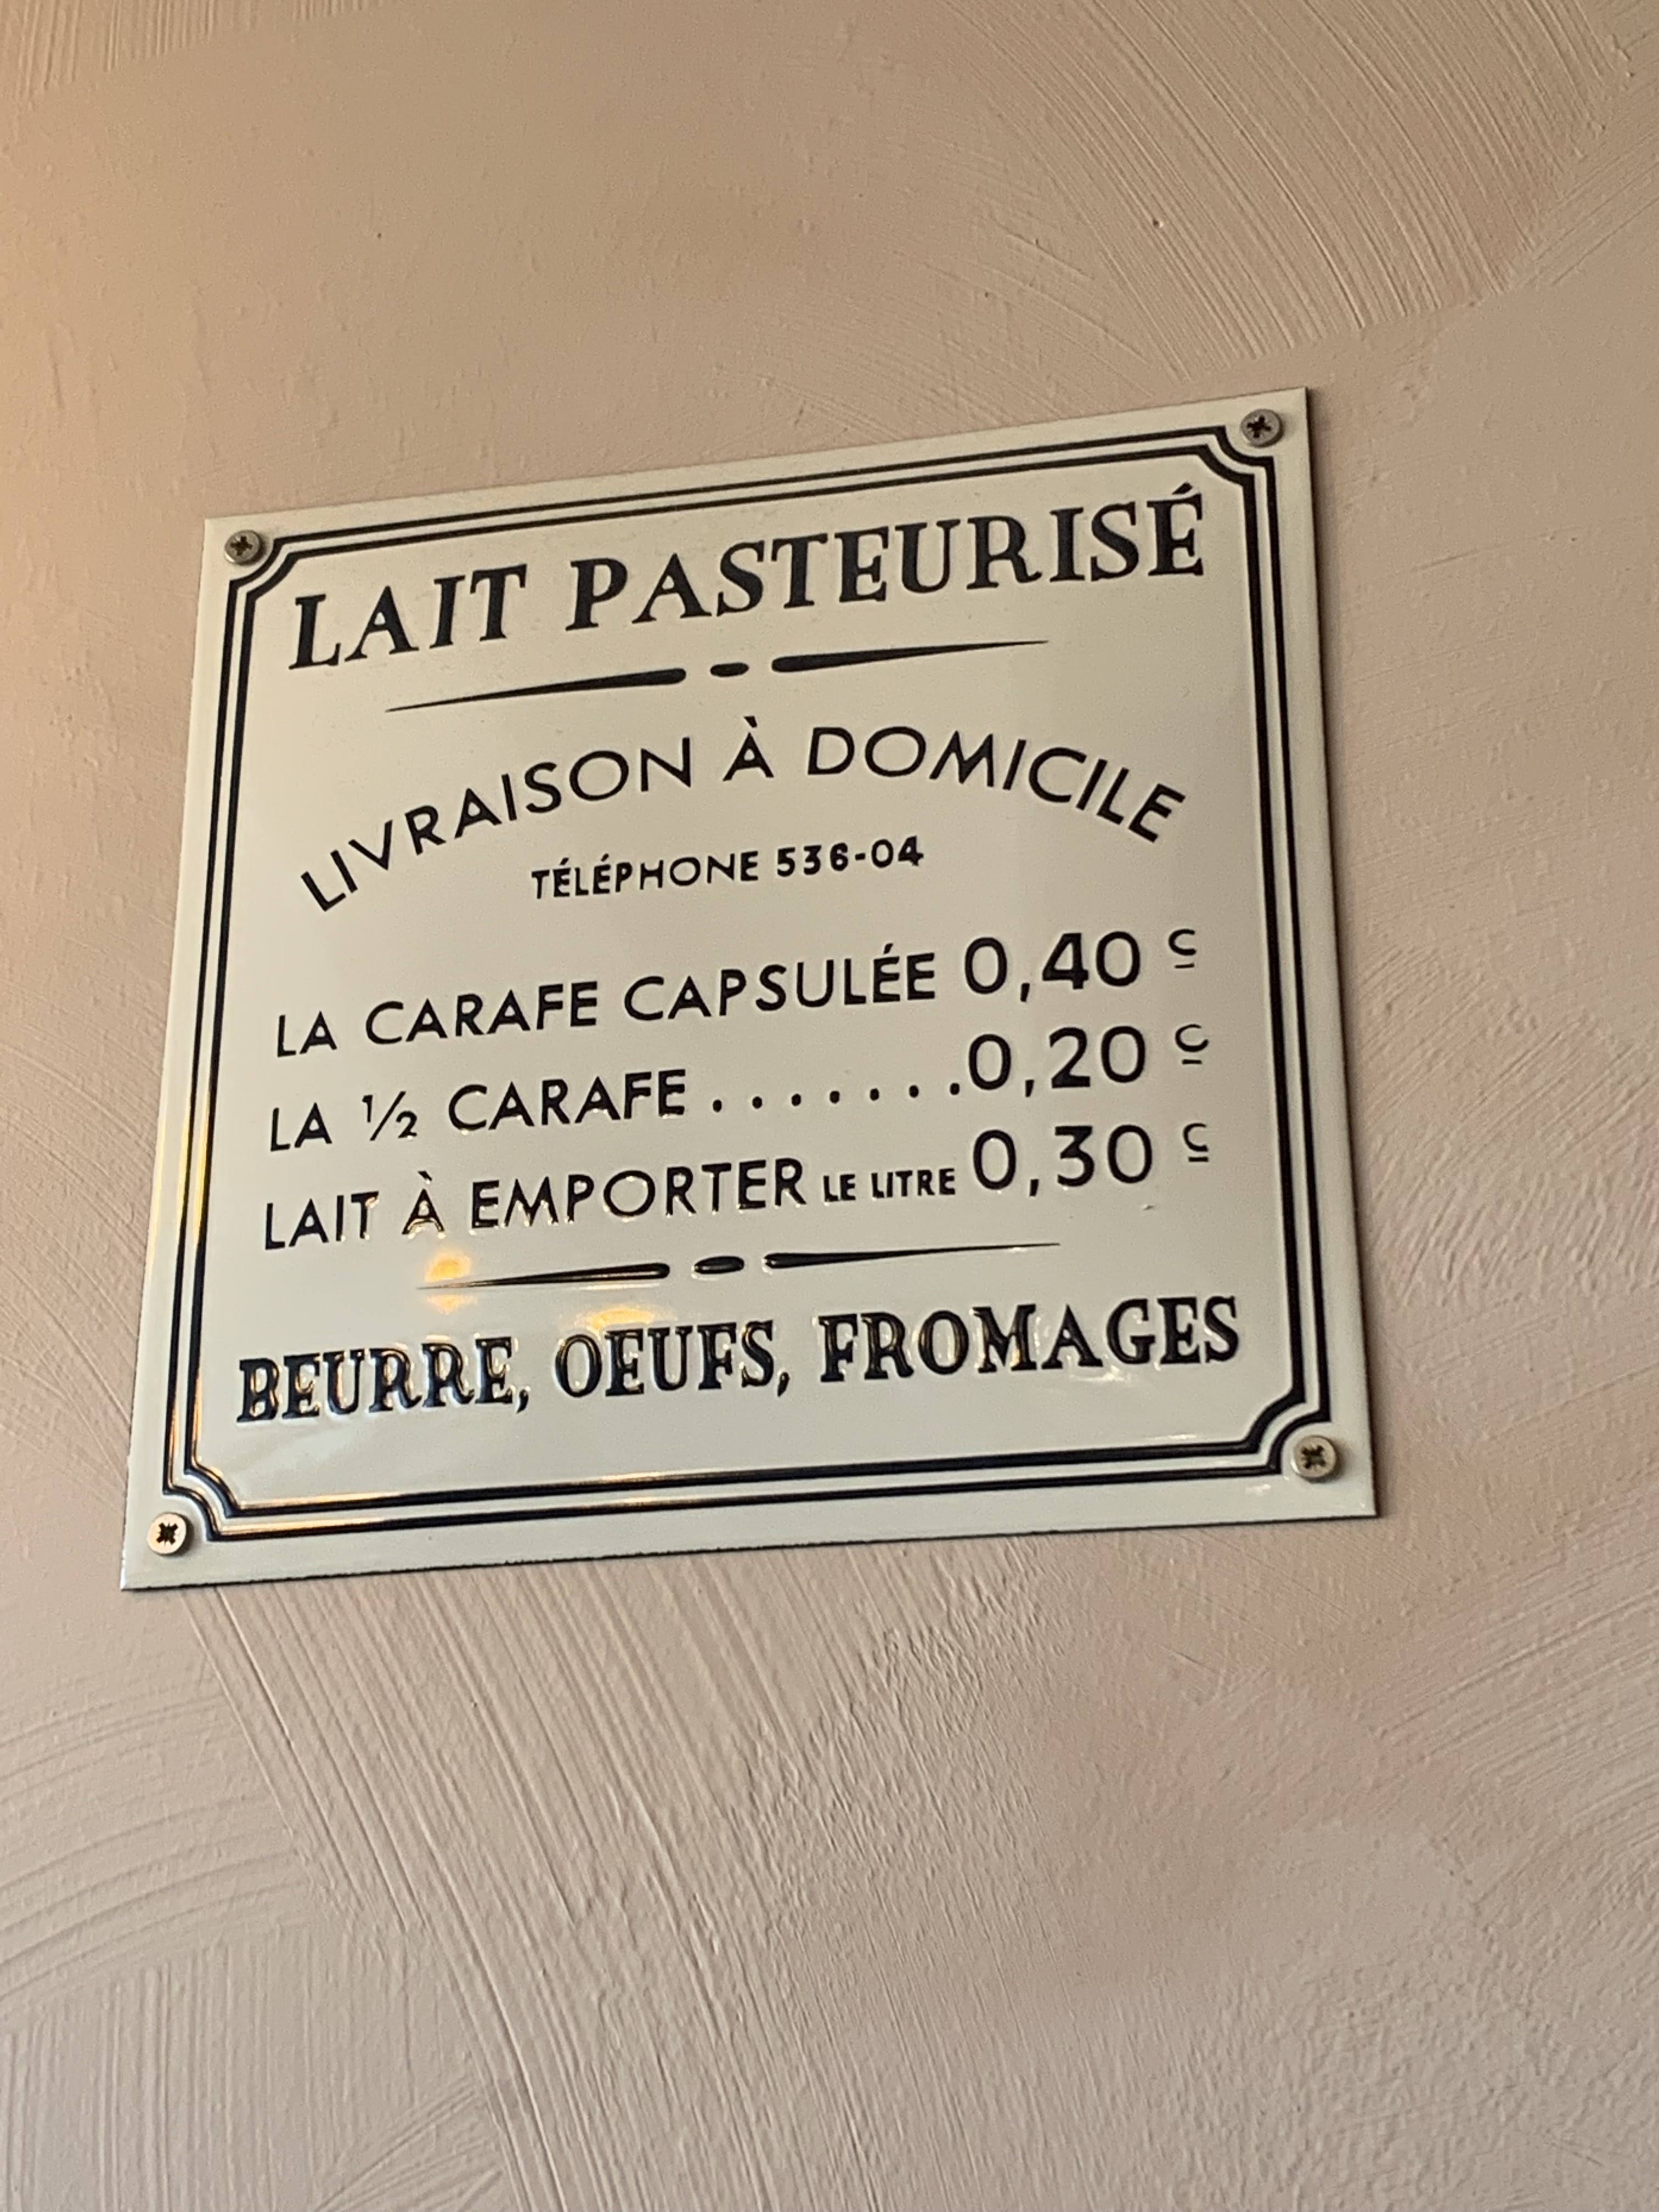 LAIT PASTEURISÉ
LIVRAISON À DOMICILE
TÉLÉPHONE 536-04
LA CARAFE CAPSULÉE 0,40 c
LA ½ CARAFE ........0,20 c
LAIT À EMPORTER LE LITRE 0,30 c
BEURRE, OEUFS, FROMAGES